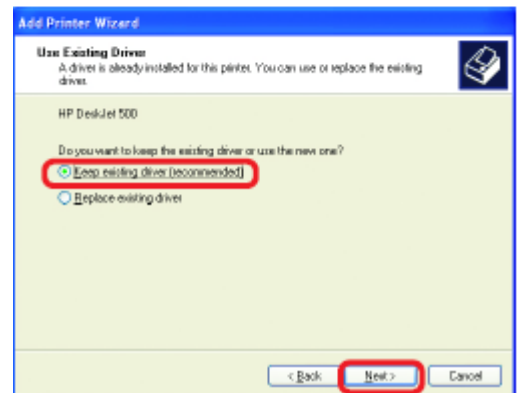 Add Printer Wizard
Use Existing Driver
A driver is already installed for this printer. You can use or replace the existing
driver.
HP DeskJet 500
Do you want to keep the existing driver or use the new one?
Keep existing driver (recommended)
Replace existing driver
< Back
Next >
Cancel